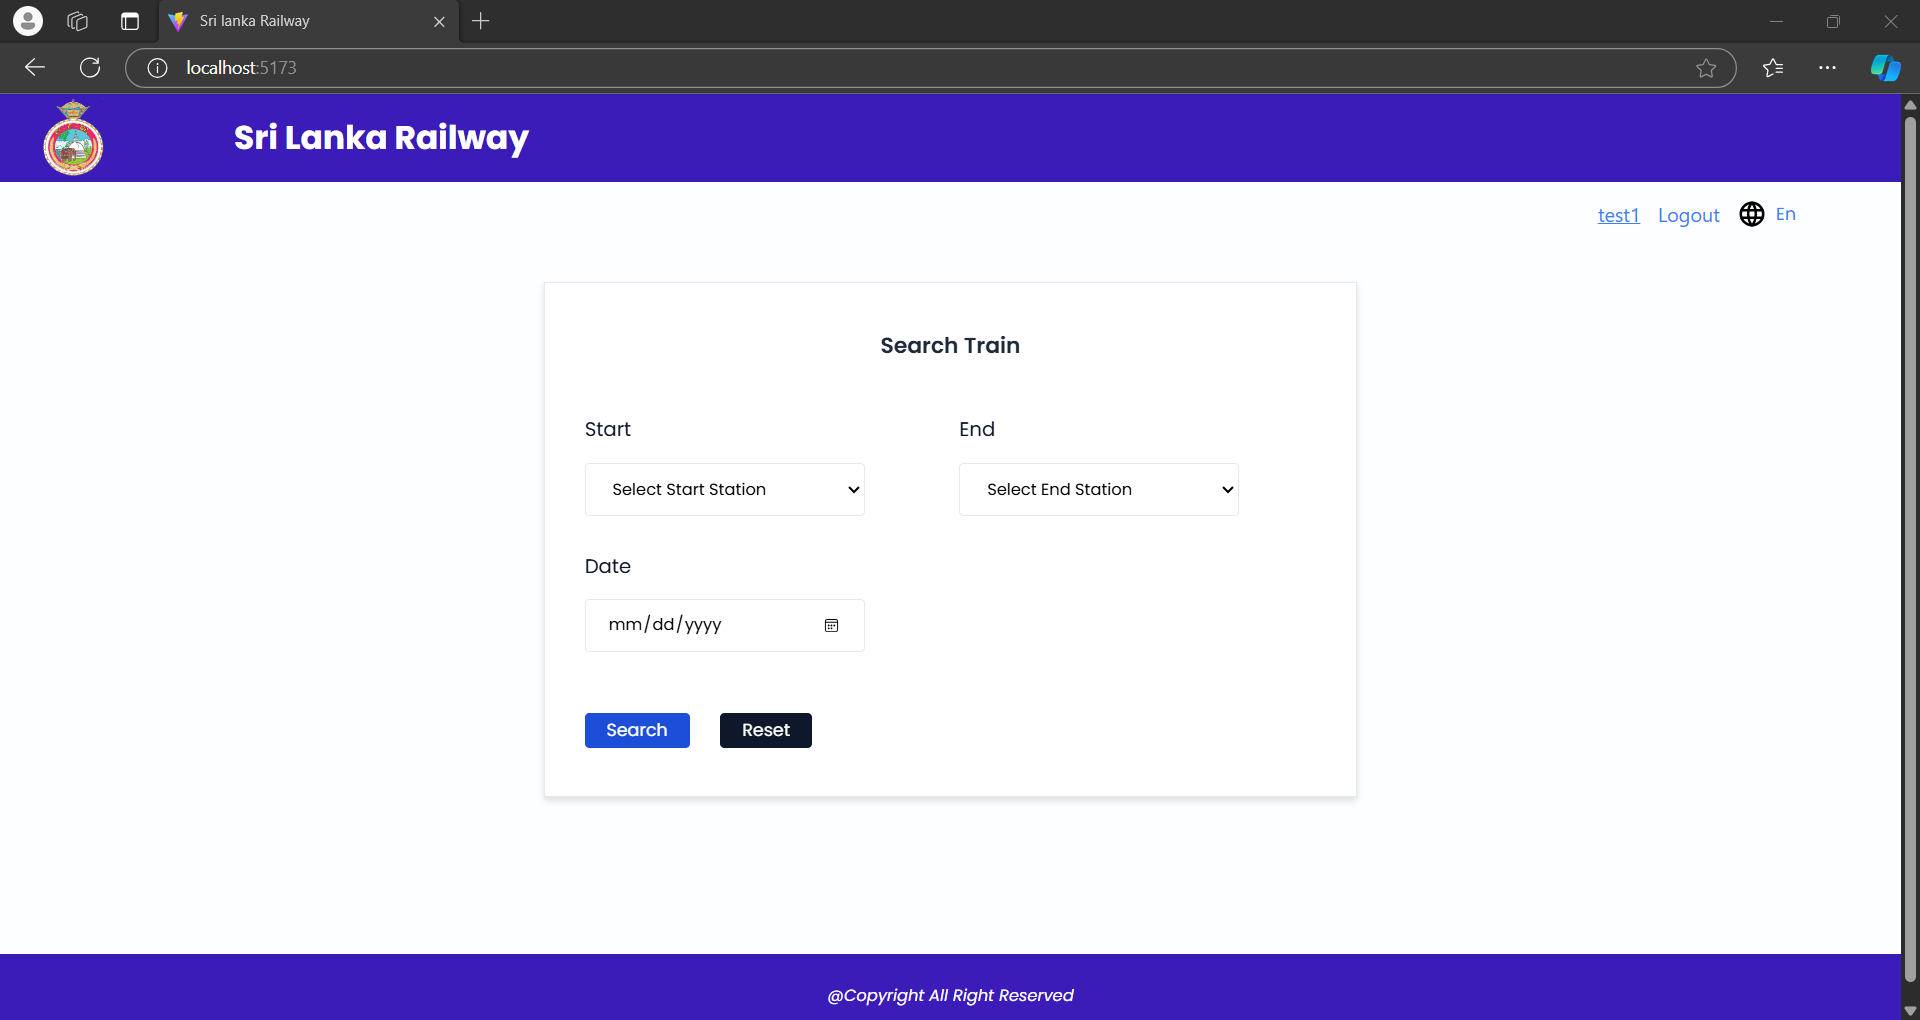 Sri lanka Railway
localhost:5173
Sri Lanka Railway
test1 Logout En
Search Train
Start End
Select Start Station Select End Station
Date
mm/dd/yyyy
Search Reset
@Copyright All Right Reserved